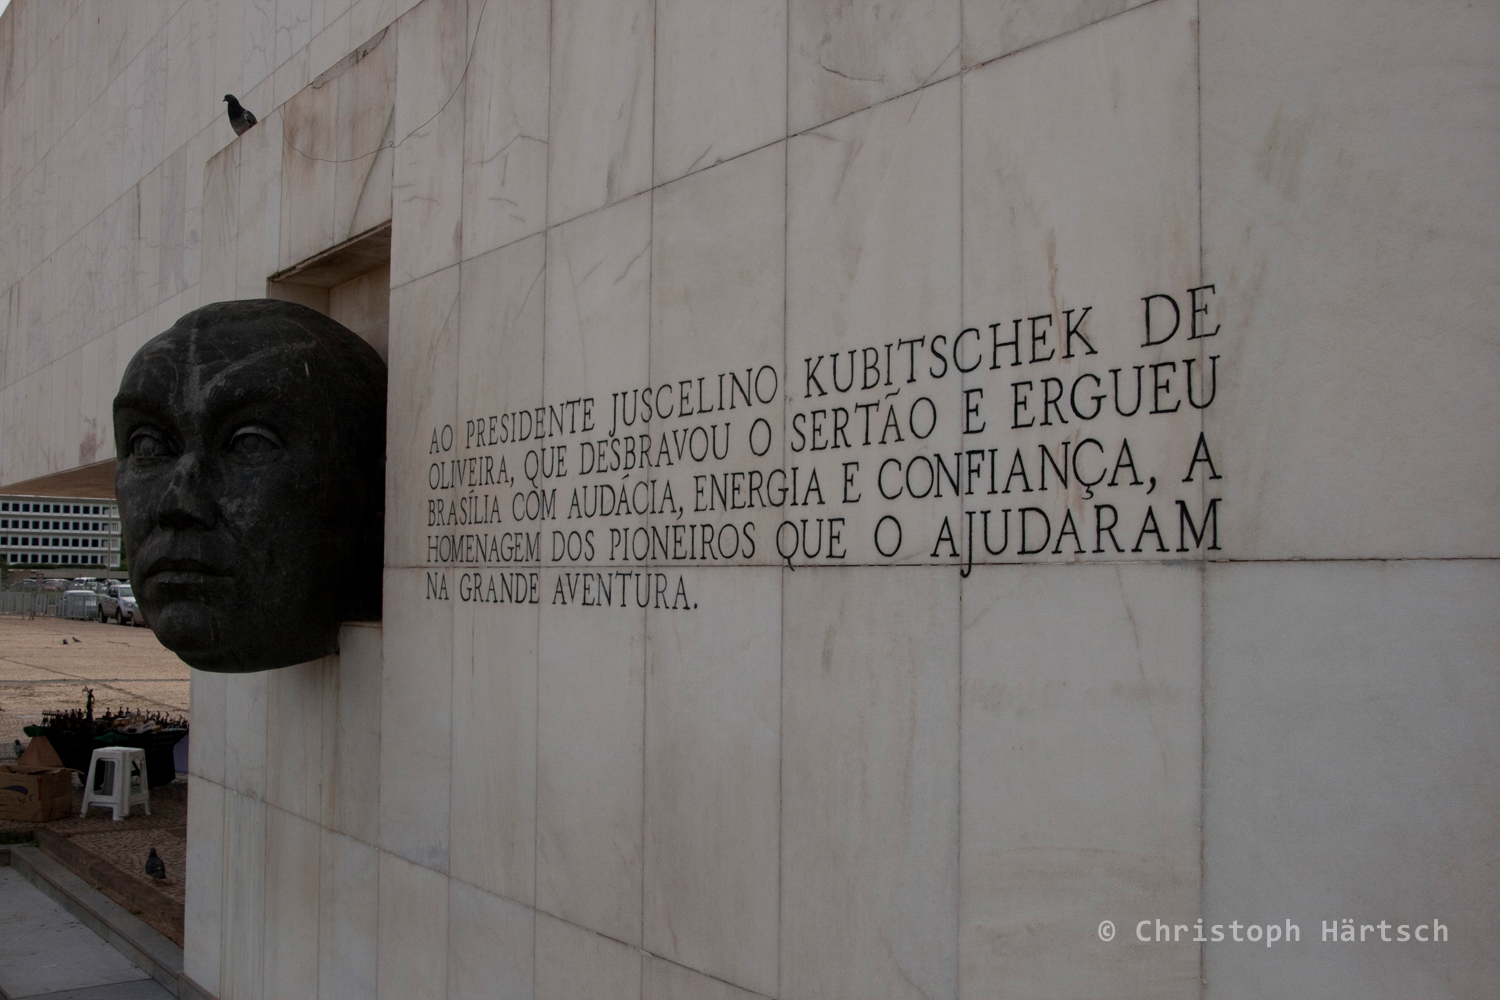 AO PRESIDENTE JUSCELINO KUBITSCHEK DE
OLIVEIRA, QUE DESBRAVOU O SERTÃO E ERGUEU
BRASÍLIA COM AUDÁCIA, ENERGIA E CONFIANÇA, A
HOMENAGEM DOS PIONEIROS QUE O AJUDARAM
NA GRANDE AVENTURA.
© Christoph Härtsch